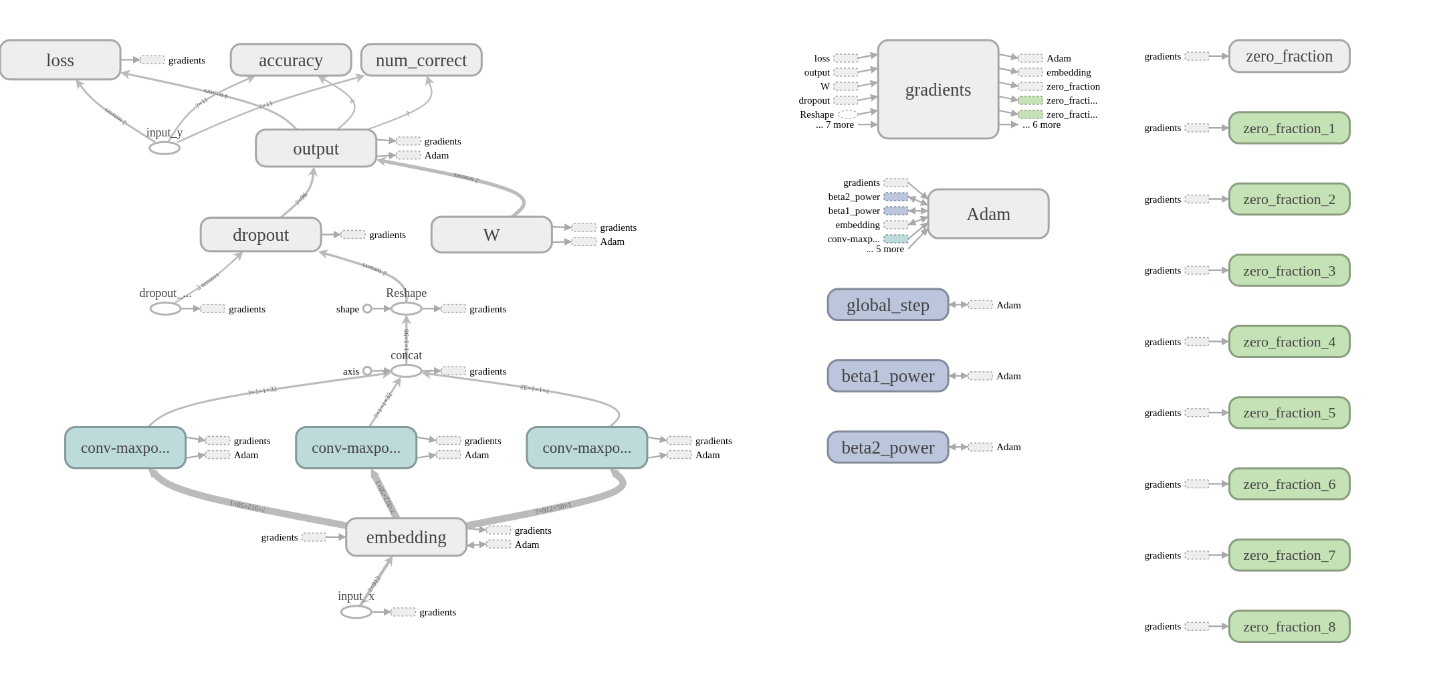 loss
gradients
accuracy
num_correct
input_y
output
gradients
Adam
dropout
gradients
W
gradients
Adam
dropout_...
gradients
Reshape
shape
gradients
concat
axis
gradients
conv-maxpo...
gradients
Adam
conv-maxpo...
gradients
Adam
conv-maxpo...
gradients
Adam
embedding
gradients
gradients
Adam
input_x
gradients
loss
output
W
dropout
Reshape
... 7 more
gradients
Adam
embedding
zero_fraction
zero_fracti...
zero_fracti...
... 6 more
gradients
beta2_power
beta1_power
embedding
conv-maxp...
... 5 more
Adam
global_step
Adam
beta1_power
Adam
beta2_power
Adam
gradients
zero_fraction
gradients
zero_fraction_1
gradients
zero_fraction_2
gradients
zero_fraction_3
gradients
zero_fraction_4
gradients
zero_fraction_5
gradients
zero_fraction_6
gradients
zero_fraction_7
gradients
zero_fraction_8